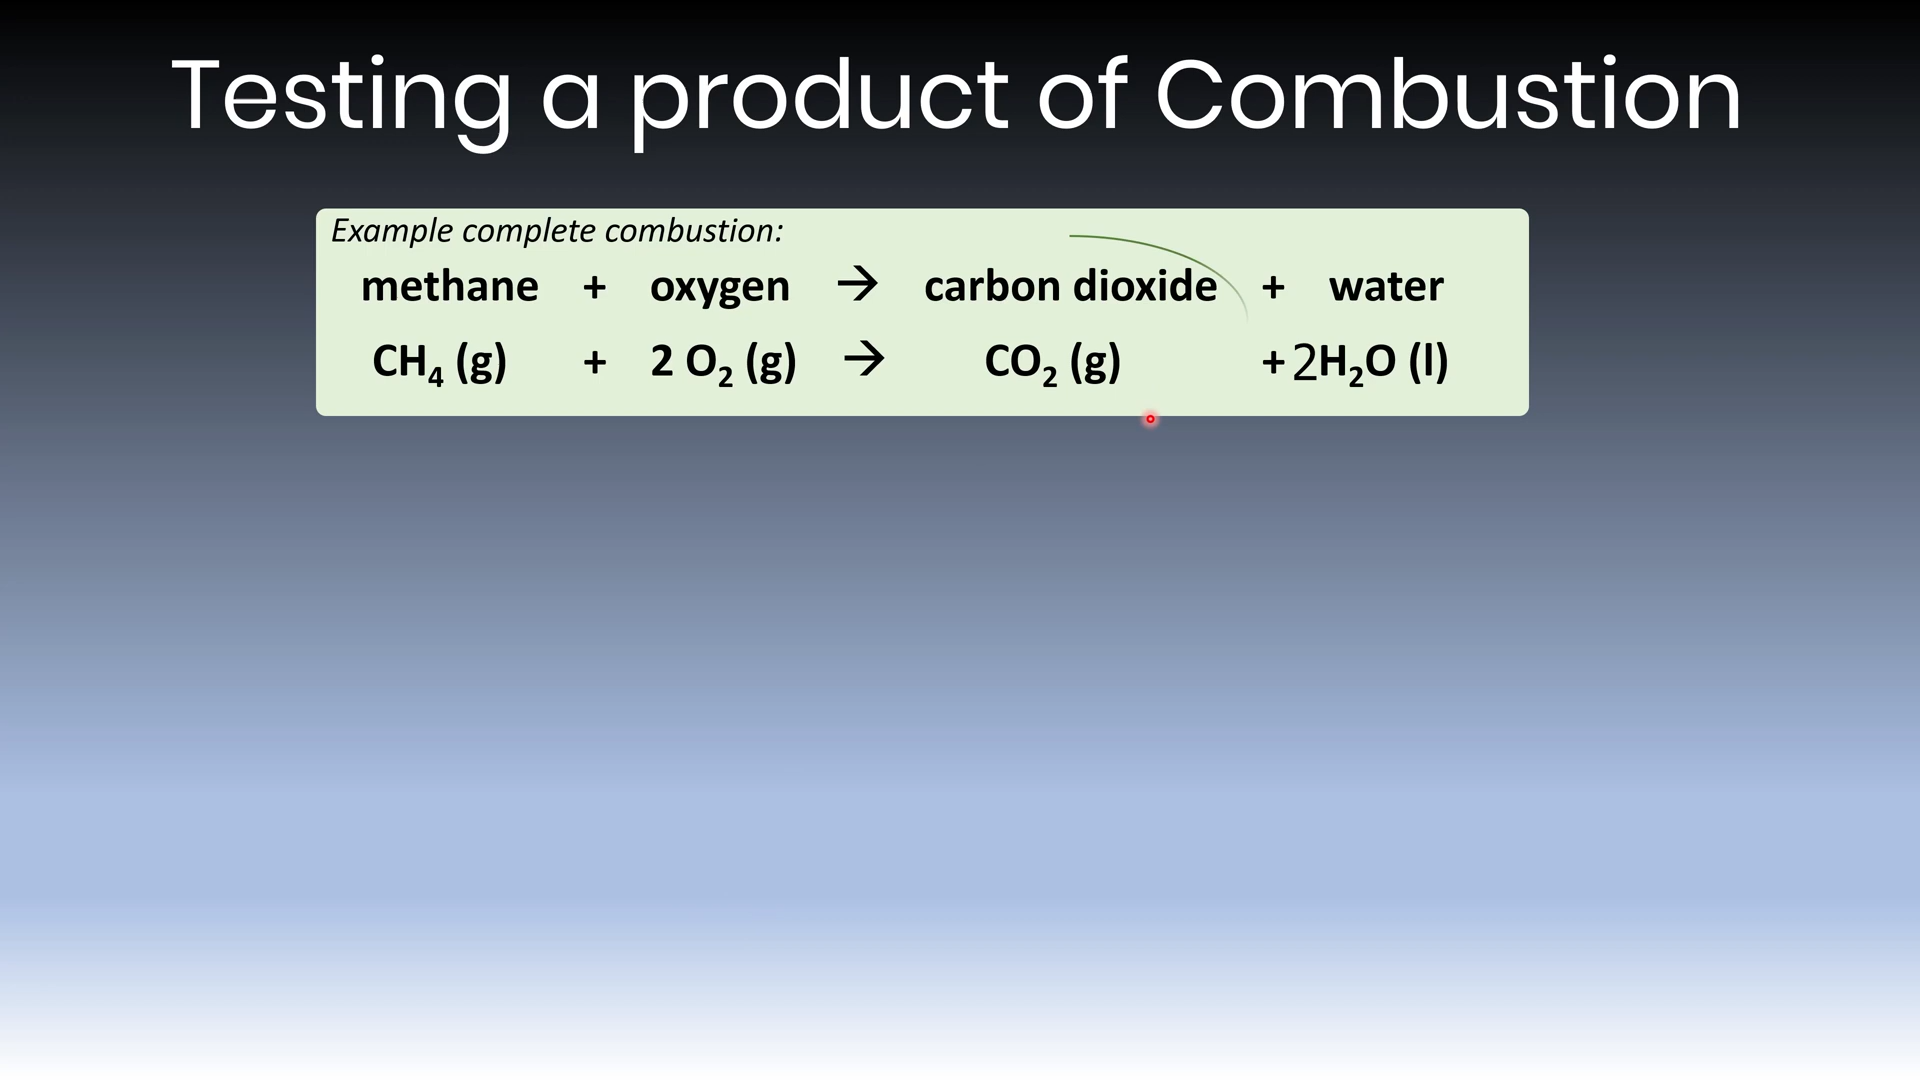 Testing a product of Combustion
Example complete combustion:
methane + oxygen → carbon dioxide + water
CH₄ (g) + 2 O₂ (g) → CO₂ (g) + 2H₂O (l)